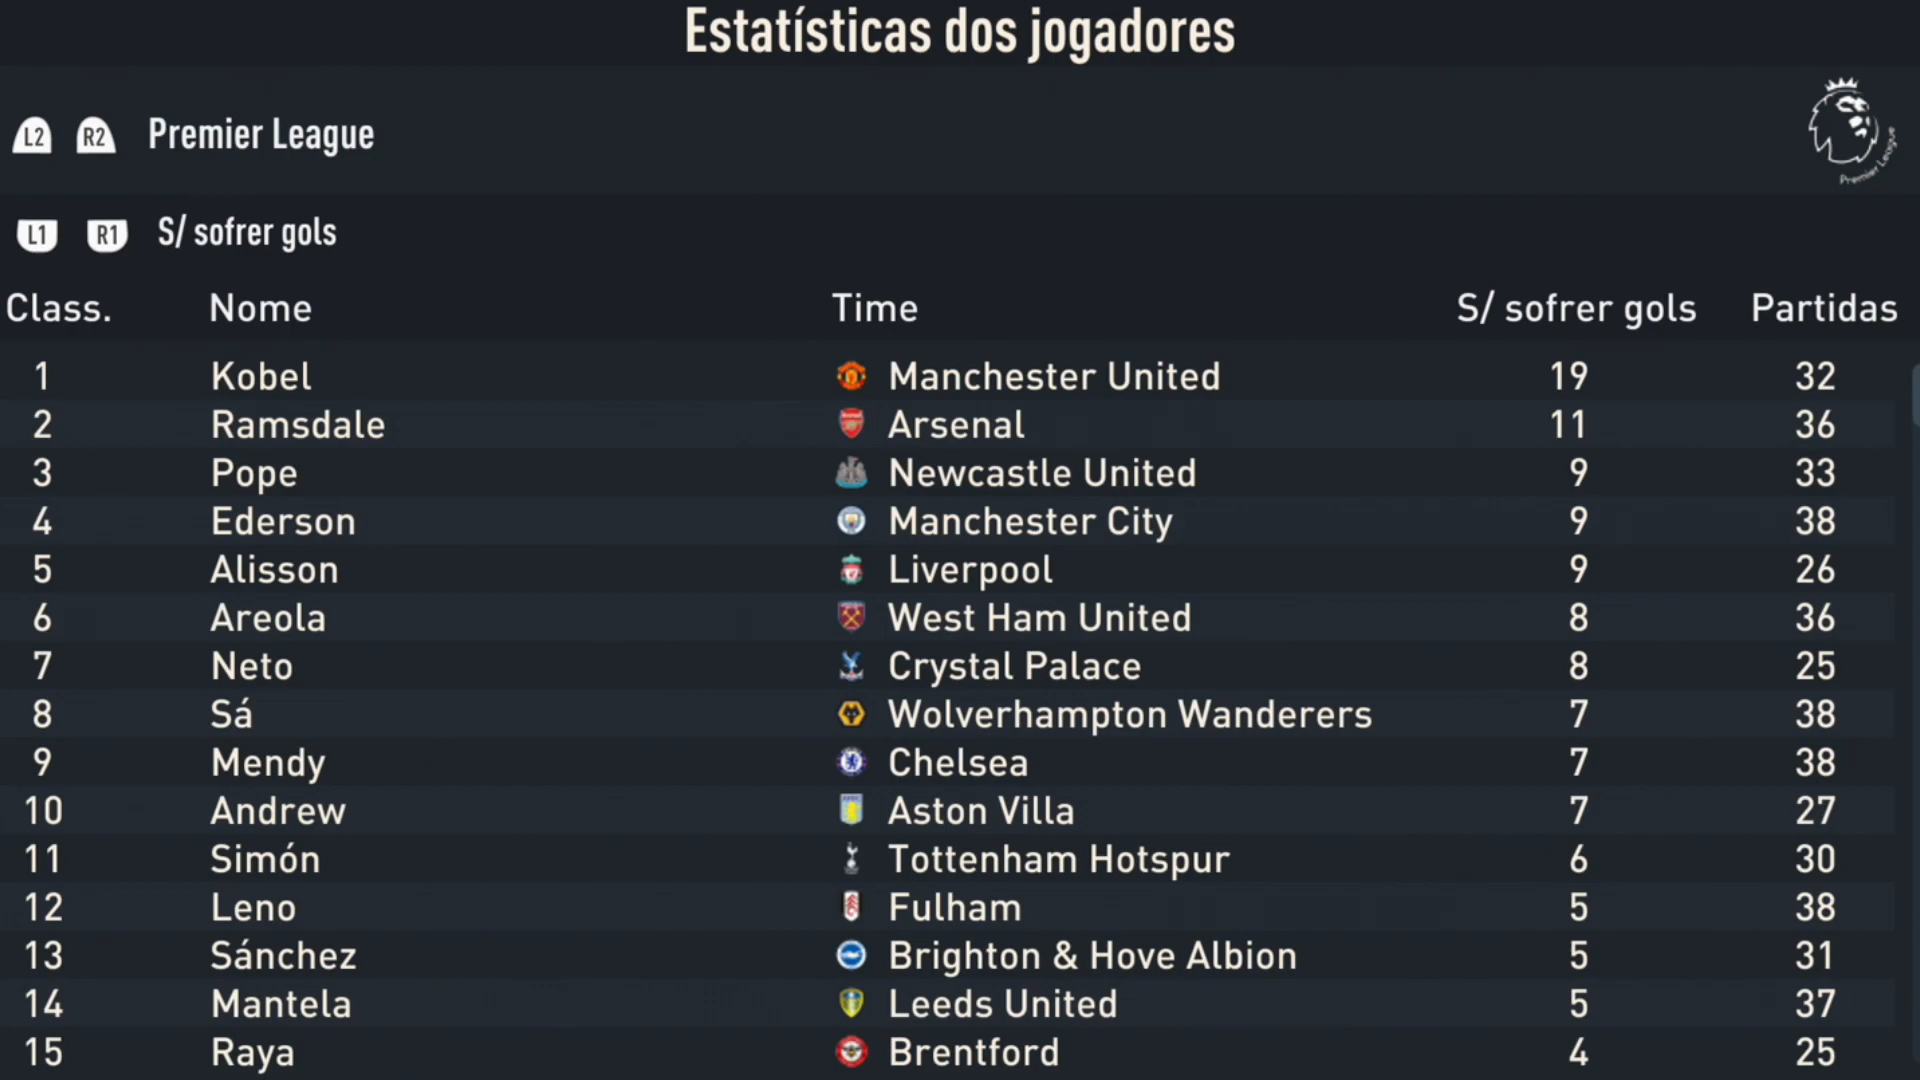 Estatísticas dos jogadores
L2 R2 Premier League
Premier League
L1 R1 S/ sofrer gols
Class. Nome Time S/ sofrer gols Partidas
1 Kobel Manchester United 19 32
2 Ramsdale Arsenal 11 36
3 Pope Newcastle United 9 33
4 Ederson Manchester City 9 38
5 Alisson Liverpool 9 26
6 Areola West Ham United 8 36
7 Neto Crystal Palace 8 25
8 Sá Wolverhampton Wanderers 7 38
9 Mendy Chelsea 7 38
10 Andrew Aston Villa 7 27
11 Simón Tottenham Hotspur 6 30
12 Leno Fulham 5 38
13 Sánchez Brighton & Hove Albion 5 31
14 Mantela Leeds United 5 37
15 Raya Brentford 4 25